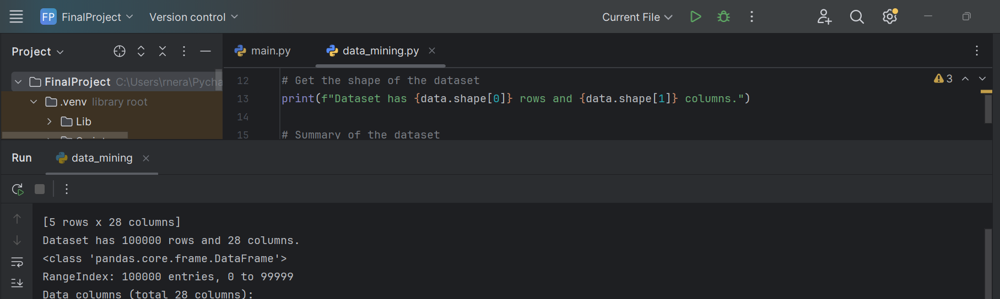 FP FinalProject Version control Current File
Project
main.py data_mining.py
FinalProject C:\Users\rnera\Pycha
.venv library root
Lib
12 # Get the shape of the dataset
13 print(f"Dataset has {data.shape[0]} rows and {data.shape[1]} columns.")
14
15 # Summary of the dataset
3
Run data_mining
[5 rows x 28 columns]
Dataset has 100000 rows and 28 columns.
<class 'pandas.core.frame.DataFrame'>
RangeIndex: 100000 entries, 0 to 99999
Data columns (total 28 columns):